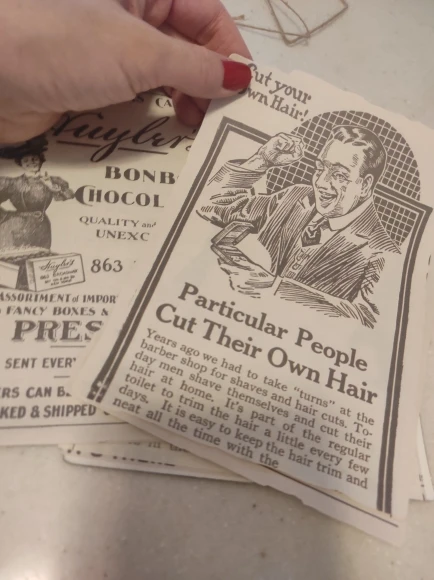 Cut your
Own Hair!
Particular People
Cut Their Own Hair
Years ago we had to take "turns" at the
barber shop for shaves and hair cuts. To-
day men shave themselves and cut their
hair at home. It's part of the regular
toilet to trim the hair a little every few
days. It is easy to keep the hair trim and
neat all the time with the
Huyler's
BONB
CHOCOL
QUALITY and
UNEXC
863
Huyler's
ASSORTMENT of IMPOR
FANCY BOXES &
PRES
SENT EVER
ERS CAN B
KED & SHIPPED